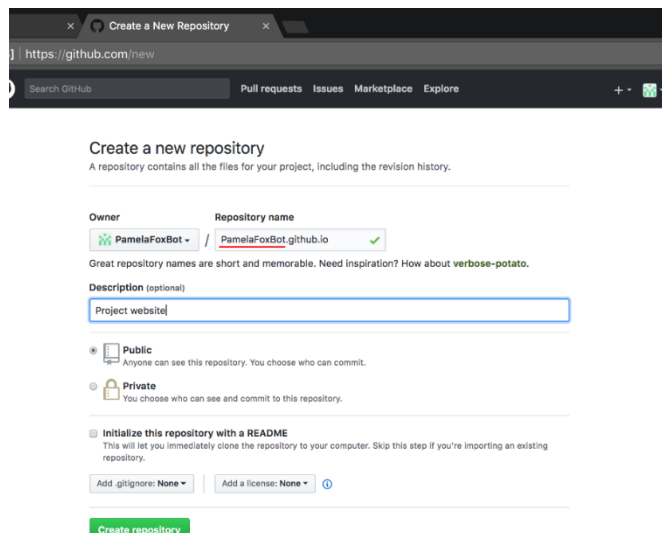 Create a New Repository
https://github.com/new
Search GitHub
Pull requests Issues Marketplace Explore
Create a new repository
A repository contains all the files for your project, including the revision history.
Owner Repository name
PamelaFoxBot / PamelaFoxBot.github.io
Great repository names are short and memorable. Need inspiration? How about verbose-potato.
Description (optional)
Project website
Public
Anyone can see this repository. You choose who can commit.
Private
You choose who can see and commit to this repository.
Initialize this repository with a README
This will let you immediately clone the repository to your computer. Skip this step if you're importing an existing
repository.
Add .gitignore: None Add a license: None
Create repository